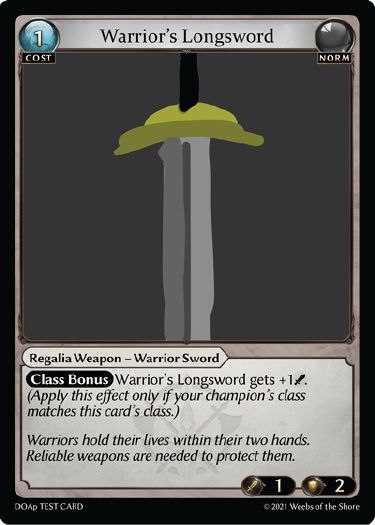 1 Warrior's Longsword
COST NORM
Regalia Weapon – Warrior Sword
Class Bonus Warrior's Longsword gets +1.
(Apply this effect only if your champion's class
matches this card's class.)
Warriors hold their lives within their two hands.
Reliable weapons are needed to protect them.
1 2
DOAp TEST CARD © 2021 Weebs of the Shore